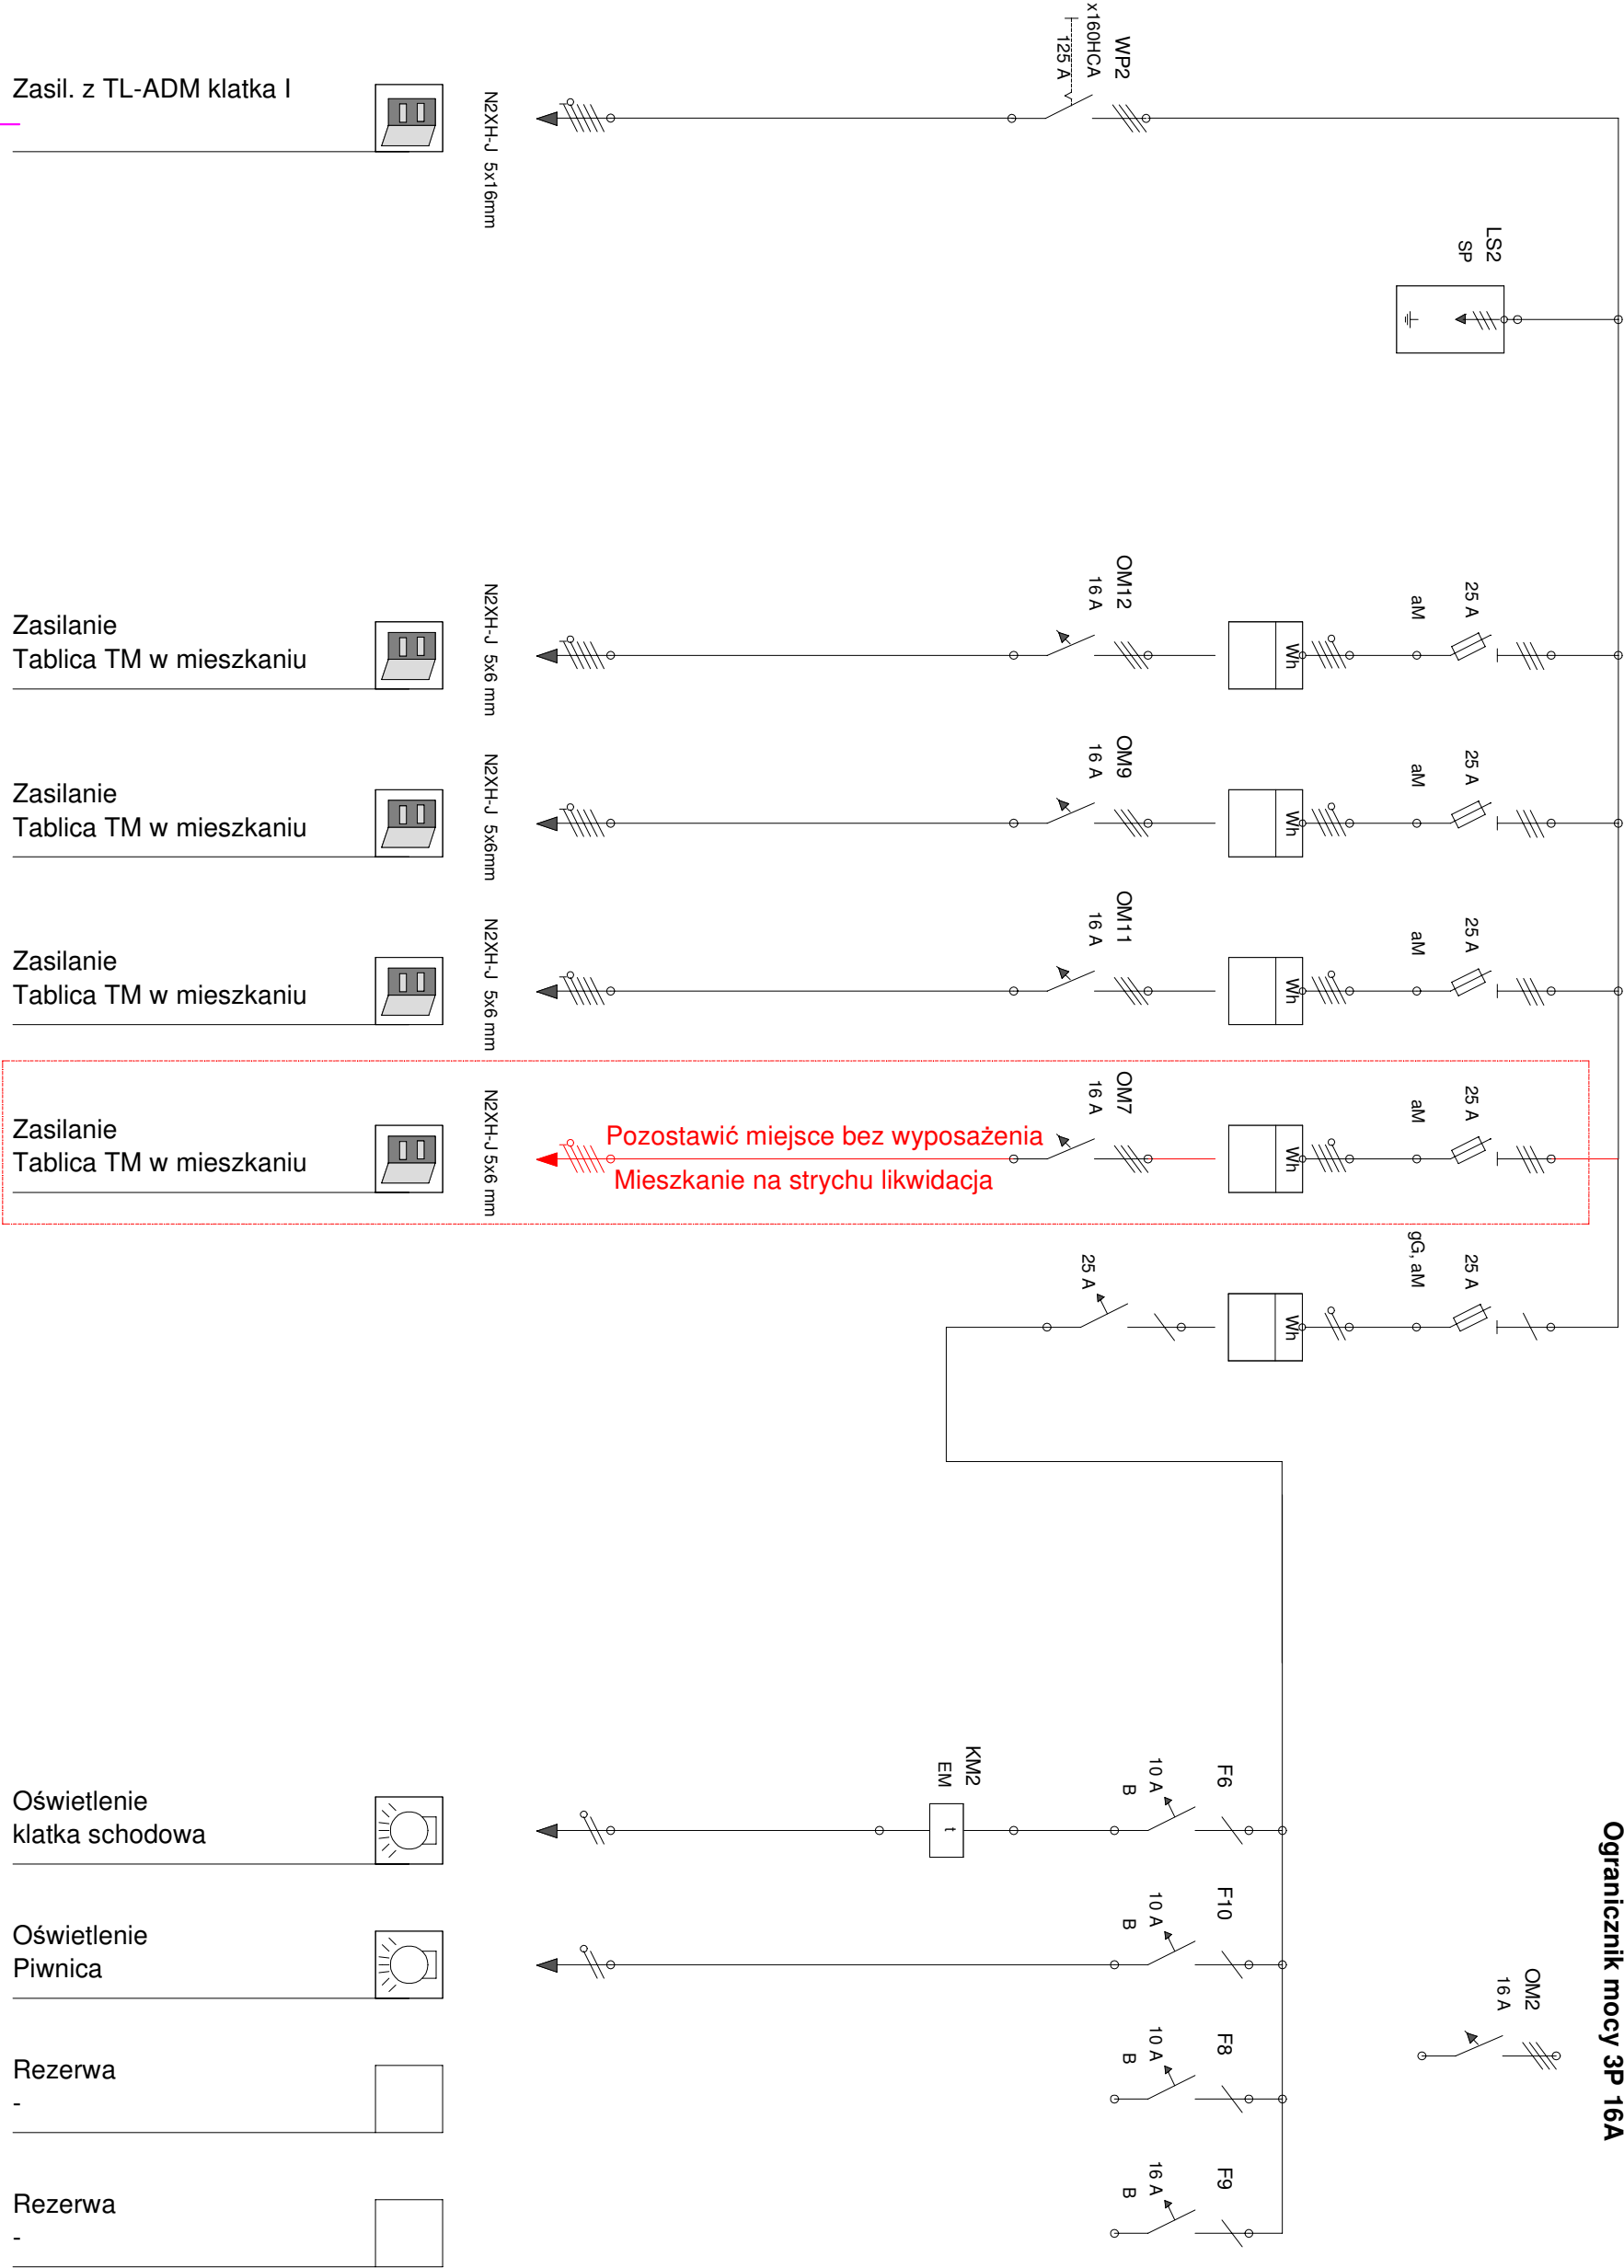 Zasil. z TL-ADM klatka I
N2XH-J 5x16mm
WP2
x160HCA
125 A
LS2
SP
Zasilanie
Tablica TM w mieszkaniu
N2XH-J 5x6 mm
OM12
16 A
Wh
25 A
aM
Zasilanie
Tablica TM w mieszkaniu
N2XH-J 5x6mm
OM9
16 A
Wh
25 A
aM
Zasilanie
Tablica TM w mieszkaniu
N2XH-J 5x6 mm
OM11
16 A
Wh
25 A
aM
Zasilanie
Tablica TM w mieszkaniu
N2XH-J 5x6 mm
Pozostawić miejsce bez wyposażenia
Mieszkanie na strychu likwidacja
OM7
16 A
Wh
25 A
aM
25 A
Wh
25 A
gG, aM
Oświetlenie
klatka schodowa
KM2
EM
t
F6
10 A
B
Oświetlenie
Piwnica
F10
10 A
B
Rezerwa
-
F8
10 A
B
Rezerwa
-
F9
16 A
B
OM2
16 A
Ogranicznik mocy 3P 16A